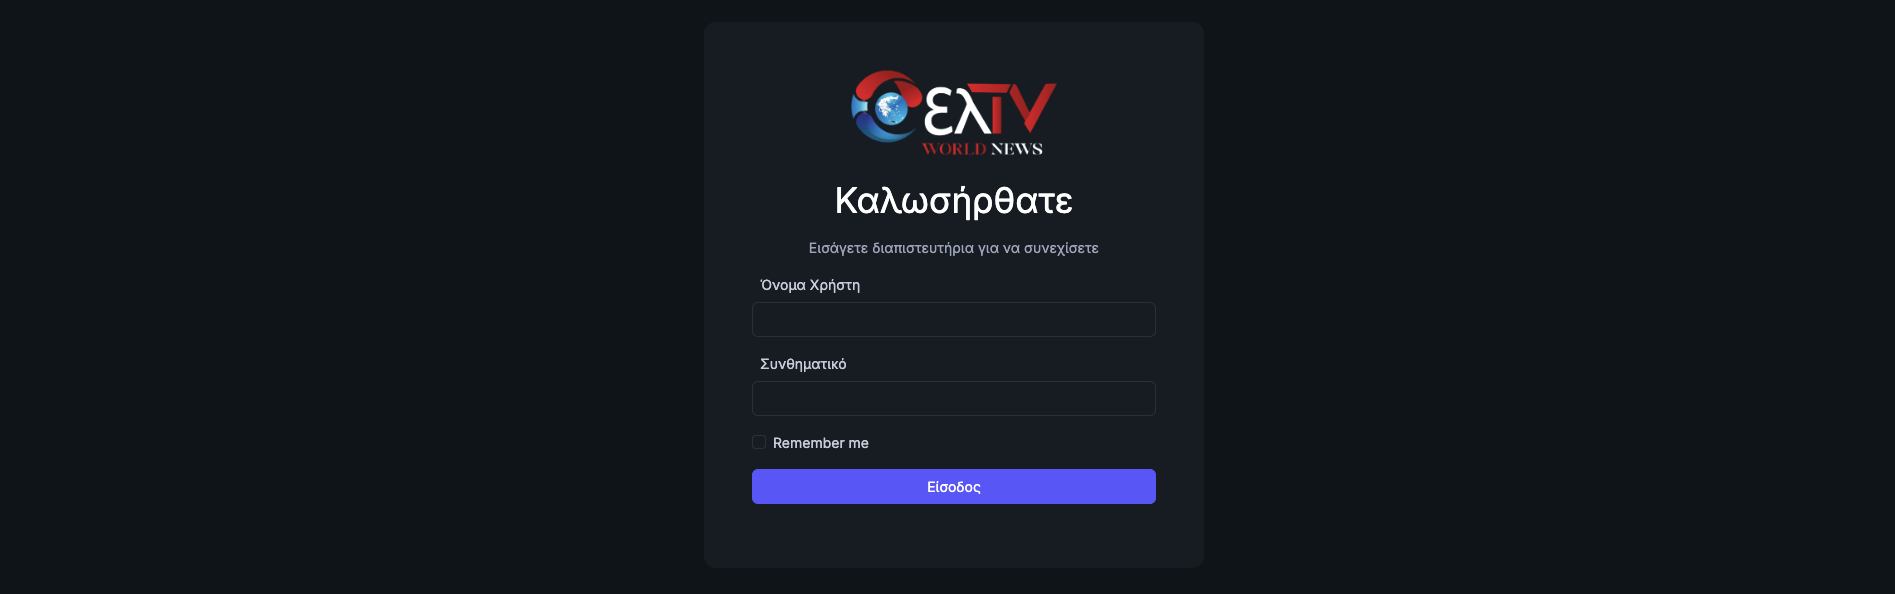 ελTV
WORLD NEWS
Καλωσήρθατε
Εισάγετε διαπιστευτήρια για να συνεχίσετε
Όνομα Χρήστη
Συνθηματικό
Remember me
Είσοδος